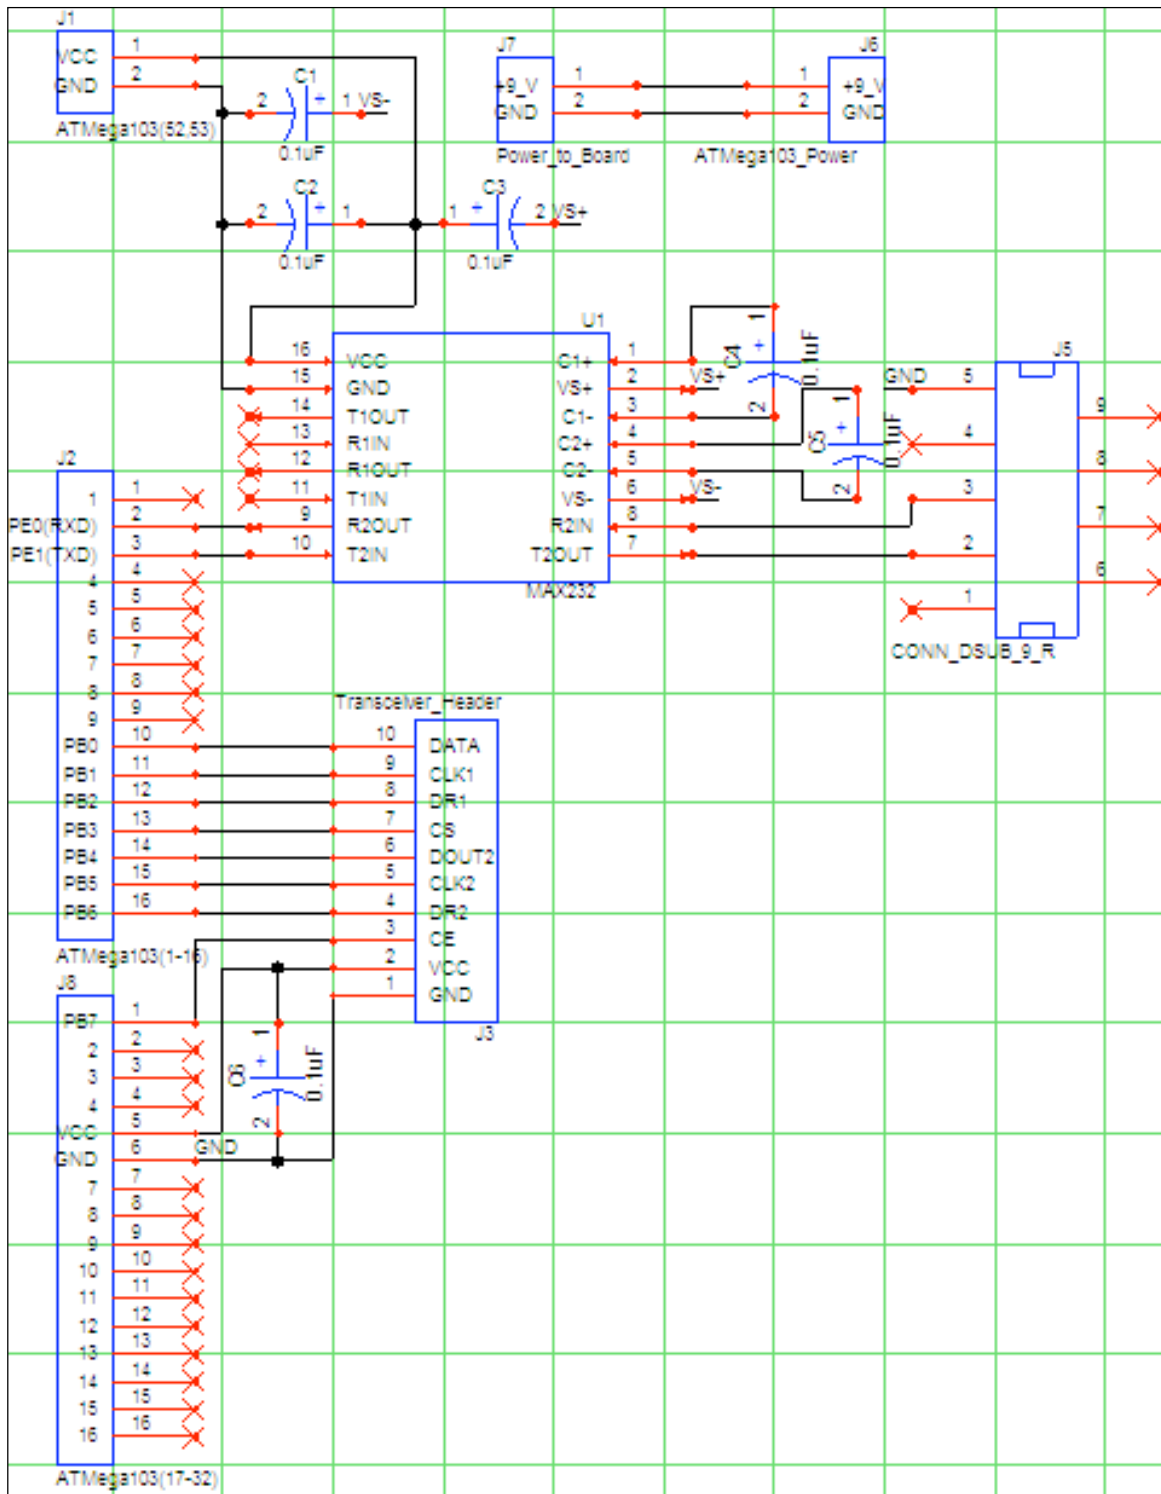 J1
VCC 1
GND 2
ATMega103(52,53)
C1
2 + 1 VS-
0.1uF
J7
+9_V 1
GND 2
Power_to_Board
J6
1 +9_V
2 GND
ATMega103_Power
C2
2 + 1
0.1uF
C3
1 + 2 VS+
0.1uF
U1
16 VCC C1+ 1
15 GND VS+ 2 VS+
14 T1OUT C1- 3
13 R1IN C2+ 4
12 R1OUT C2- 5
11 T1IN VS- 6 VS-
9 R2OUT R2IN 8
10 T2IN T2OUT 7
MAX232
1
+
C4 0.1uF
2
1
+
C5 0.1uF
2
J5
GND 5
9
4
8
3
7
2
6
1
CONN_DSUB_9_R
J2
1 1
PE0(RXD) 2
PE1(TXD) 3
4 4
5 5
6 6
7 7
8 8
9 9
PB0 10
PB1 11
PB2 12
PB3 13
PB4 14
PB5 15
PB6 16
ATMega103(1-16)
Transceiver_Header
10 DATA
9 CLK1
8 DR1
7 CS
6 DOUT2
5 CLK2
4 DR2
3 CE
2 VCC
1 GND
J3
J8
PB7 1
2 2
3 3
4 4
VCC 5
GND 6 GND
7 7
8 8
9 9
10 10
11 11
12 12
13 13
14 14
15 15
16 16
ATMega103(17-32)
1
+
C6 0.1uF
2